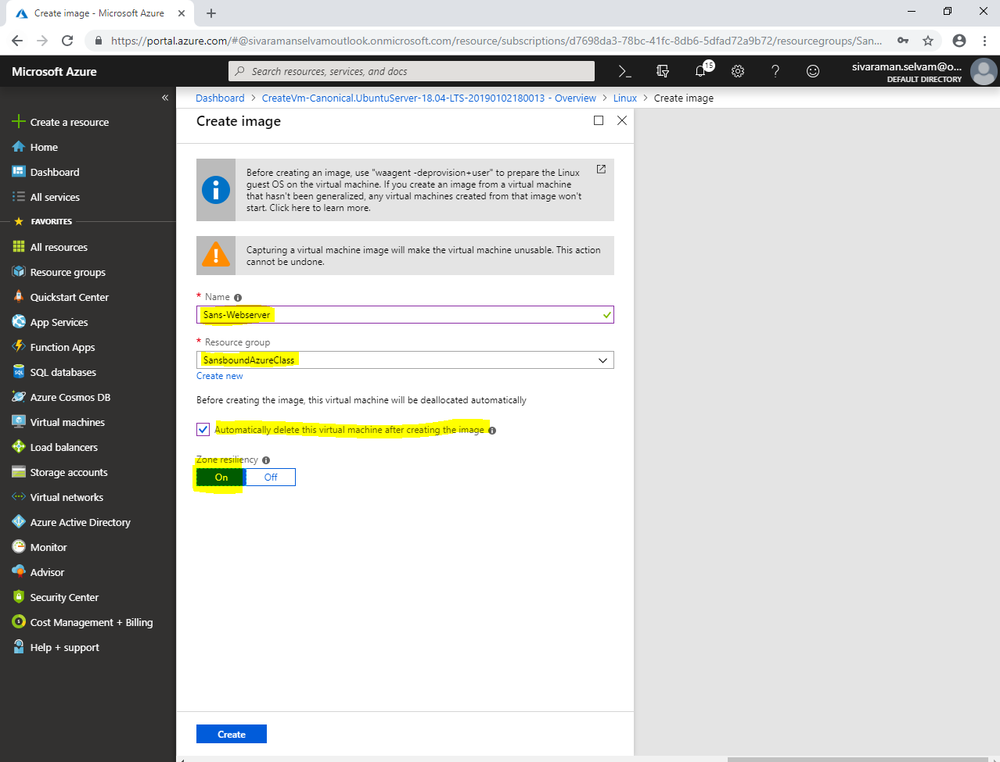 Create image - Microsoft Azure
https://portal.azure.com/#@sivaramanselvamoutlook.onmicrosoft.com/resource/subscriptions/d7698da3-78bc-41fc-8db6-5dfad72a9b72/resourcegroups/San...
Microsoft Azure
Search resources, services, and docs
15
sivaraman.selvam@o...
DEFAULT DIRECTORY
Dashboard > CreateVm-Canonical.UbuntuServer-18.04-LTS-20190102180013 - Overview > Linux > Create image
Create a resource
Home
Dashboard
All services
FAVORITES
All resources
Resource groups
Quickstart Center
App Services
Function Apps
SQL databases
Azure Cosmos DB
Virtual machines
Load balancers
Storage accounts
Virtual networks
Azure Active Directory
Monitor
Advisor
Security Center
Cost Management + Billing
Help + support
Create image
Before creating an image, use "waagent -deprovision+user" to prepare the Linux
guest OS on the virtual machine. If you create an image from a virtual machine
that hasn't been generalized, any virtual machines created from that image won't
start. Click here to learn more.
Capturing a virtual machine image will make the virtual machine unusable. This action
cannot be undone.
* Name
Sans-Webserver
* Resource group
SansboundAzureClass
Create new
Before creating the image, this virtual machine will be deallocated automatically
Automatically delete this virtual machine after creating the image
Zone resiliency
On Off
Create